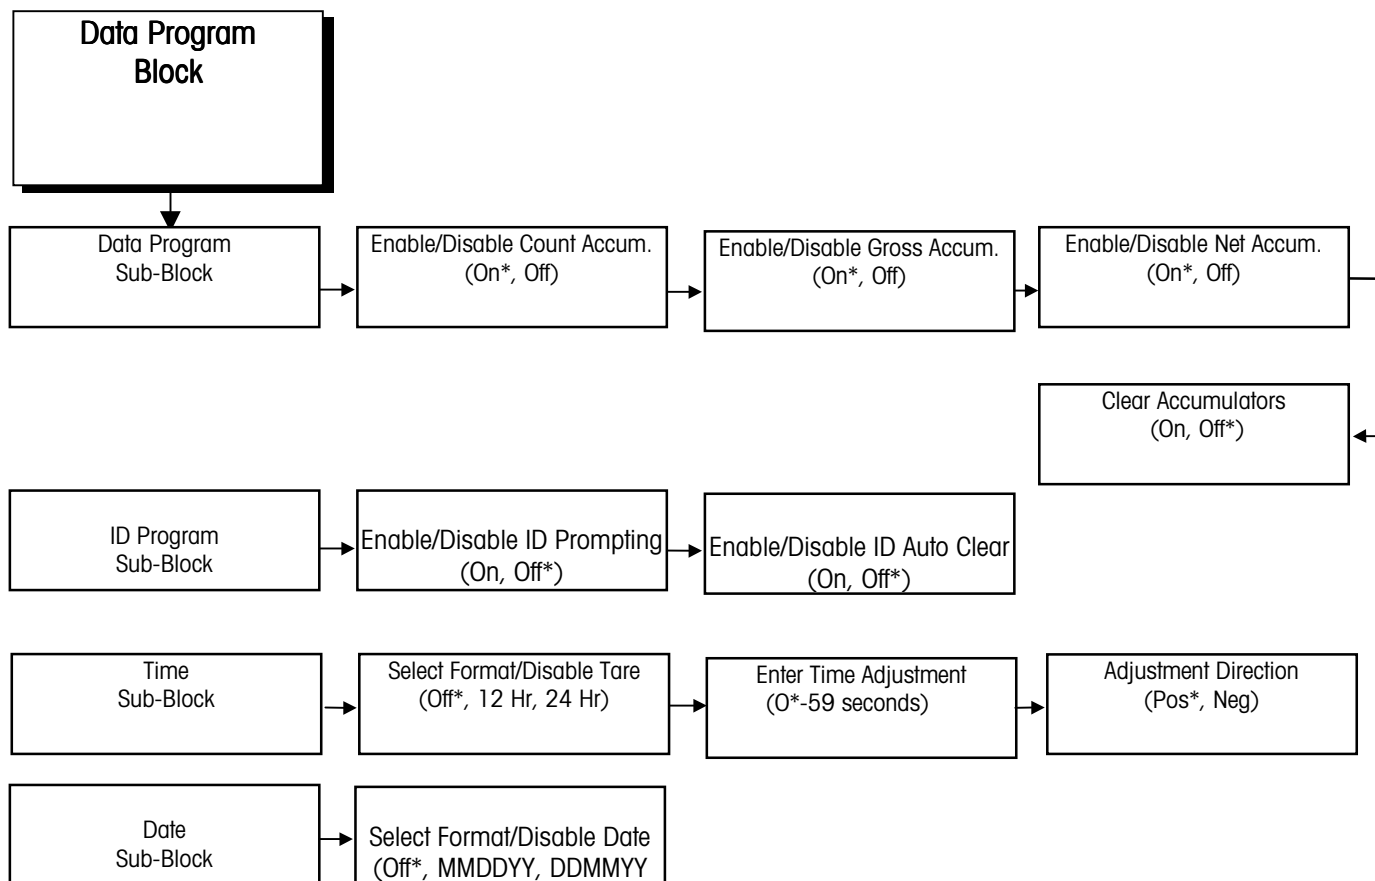 Data Program
Block
Data Program
Sub-Block
Enable/Disable Count Accum.
(On*, Off)
Enable/Disable Gross Accum.
(On*, Off)
Enable/Disable Net Accum.
(On*, Off)
Clear Accumulators
(On, Off*)
ID Program
Sub-Block
Enable/Disable ID Prompting
(On, Off*)
Enable/Disable ID Auto Clear
(On, Off*)
Time
Sub-Block
Select Format/Disable Tare
(Off*, 12 Hr, 24 Hr)
Enter Time Adjustment
(O*-59 seconds)
Adjustment Direction
(Pos*, Neg)
Date
Sub-Block
Select Format/Disable Date
(Off*, MMDDYY, DDMMYY